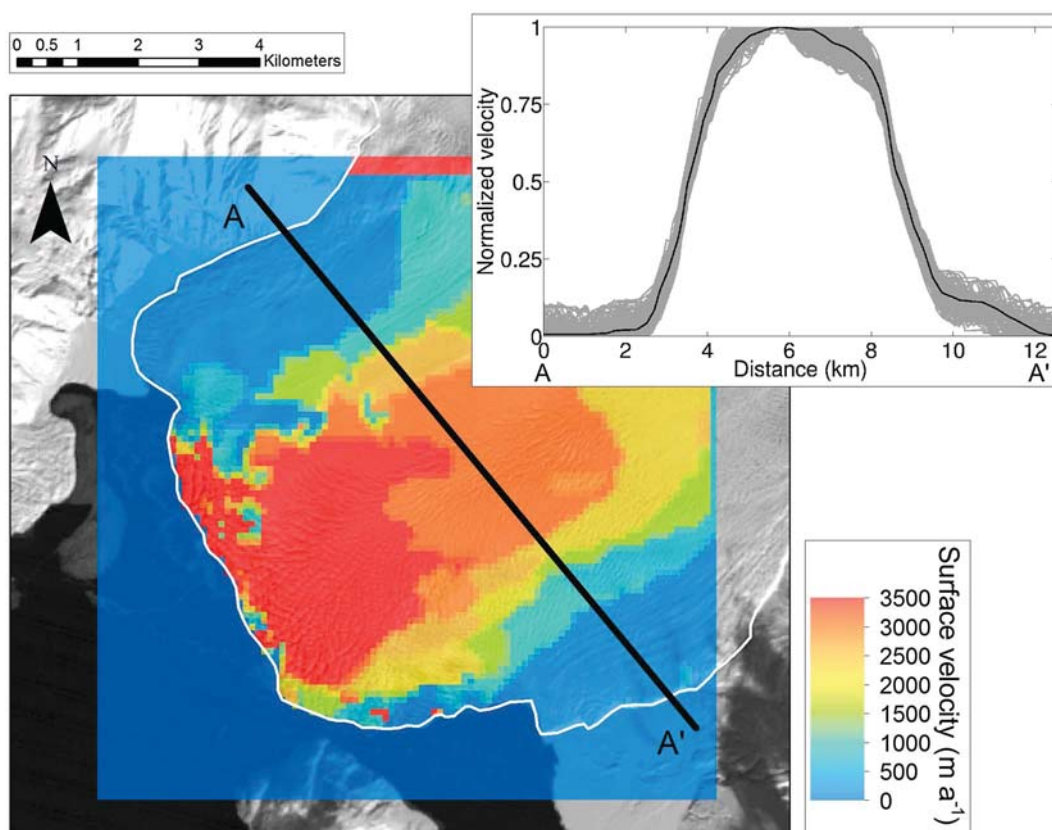 0 0.5 1 2 3 4
Kilometers
N
A
A'
1
0.75
0.5
0.25
0
Normalized velocity
0 2 4 6 8 10 12
A Distance (km) A'
Surface velocity (m a⁻¹)
3500
3000
2500
2000
1500
1000
500
0